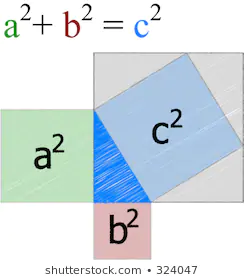 a² + b² = c²
a²
c²
b²
shutterstock.com · 324047